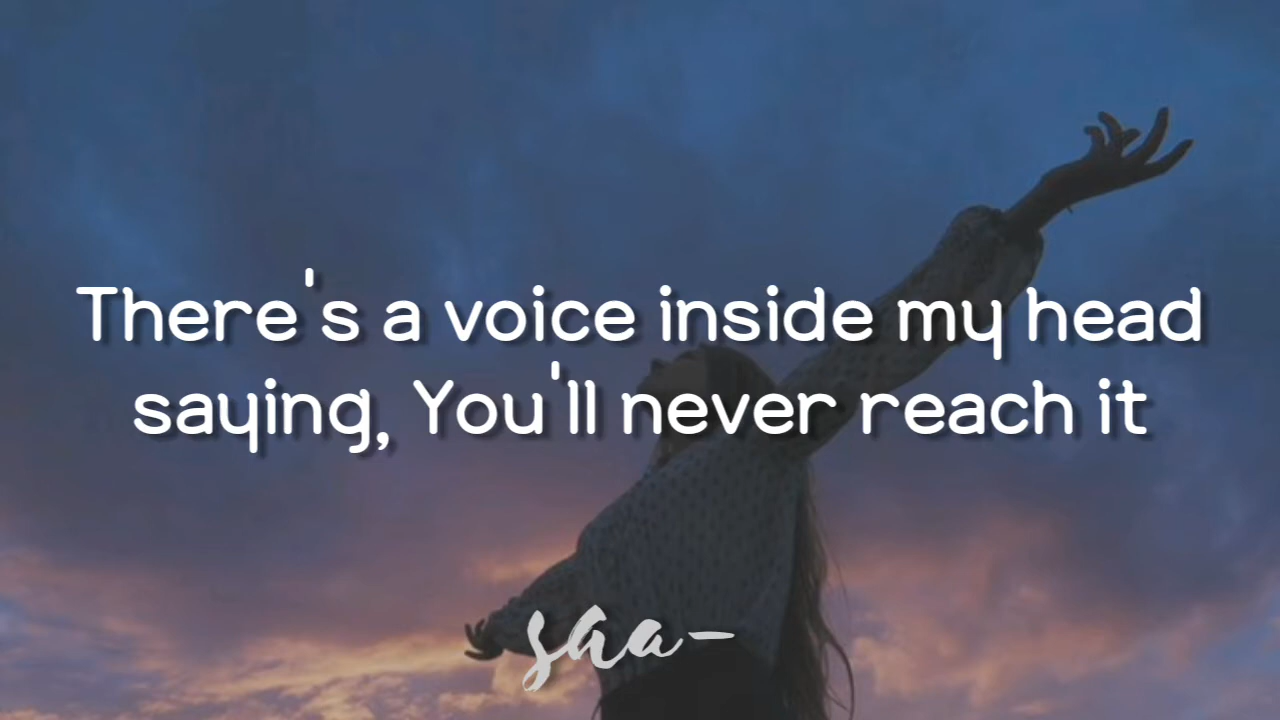 There's a voice inside my head
saying, You'll never reach it
saa-